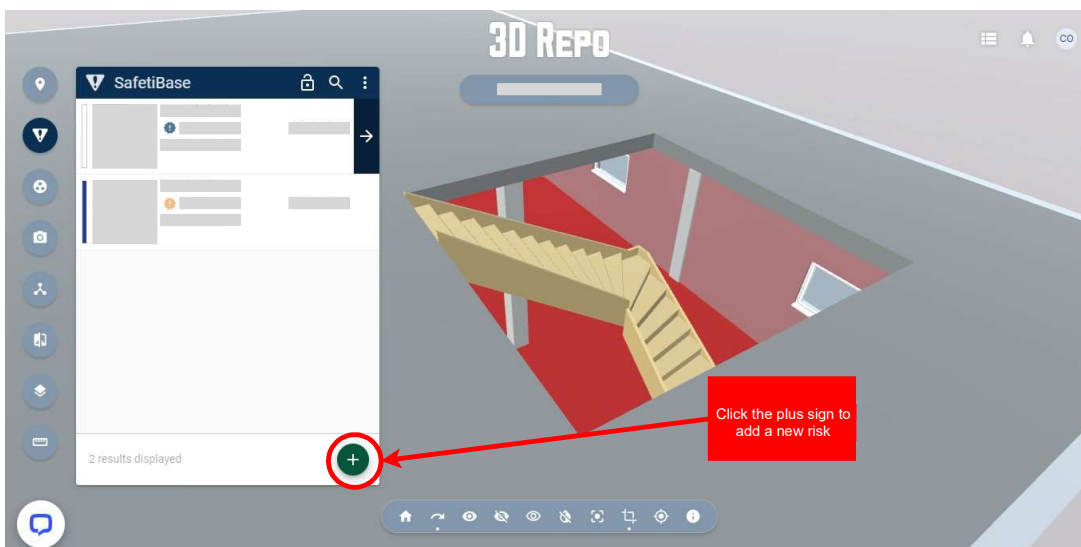 3D REPO
CO
SafetiBase
Click the plus sign to
add a new risk
2 results displayed